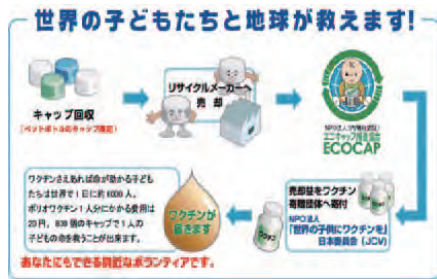 世界の子どもたちと地球が救えます!
キャップ回収
(ペットボトルのキャップ限定)
リサイクルメーカーへ
売却
エコキャップ推進協会
ECOCAP
売却益をワクチン
寄贈団体へ寄付
NPO法人
「世界の子供にワクチンを」
日本委員会(JCV)
ワクチンが
届きます
ワクチンさえあれば命が助かる子ども
たちは世界で1日に約6000人。
ポリオワクチン1人分にかかる費用は
20円。800個のキャップで1人の
子どもの命を救うことが出来ます。
あなたにもできる身近なボランティアです。